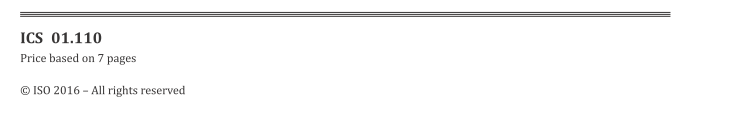 ICS  01.110
Price based on 7 pages
© ISO 2016 – All rights reserved